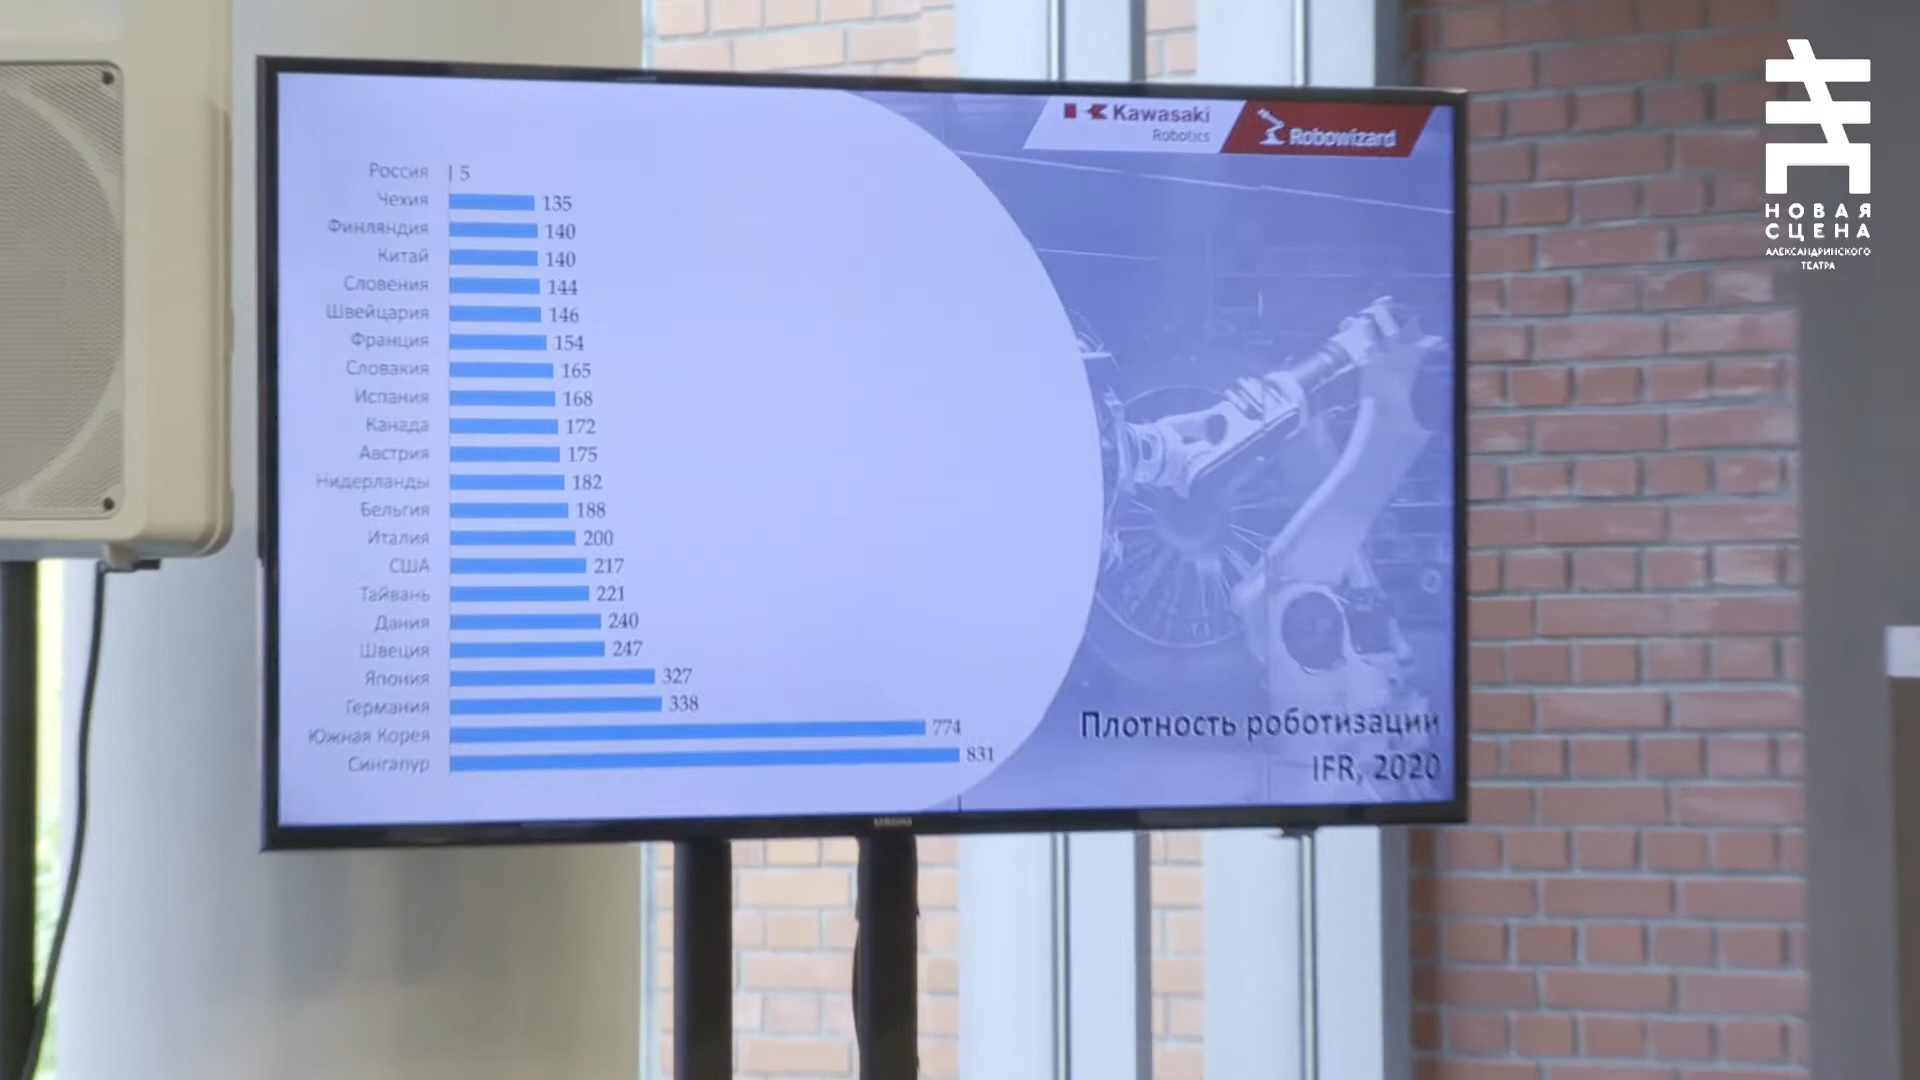 Kawasaki
Robotics
Robowizard
Россия 5
Чехия 135
Финляндия 140
Китай 140
Словения 144
Швейцария 146
Франция 154
Словакия 165
Испания 168
Канада 172
Австрия 175
Нидерланды 182
Бельгия 188
Италия 200
США 217
Тайвань 221
Дания 240
Швеция 247
Япония 327
Германия 338
Южная Корея 774
Сингапур 831
Плотность роботизации
IFR, 2020
SAMSUNG
НОВАЯ
СЦЕНА
АЛЕКСАНДРИНСКОГО
ТЕАТРА